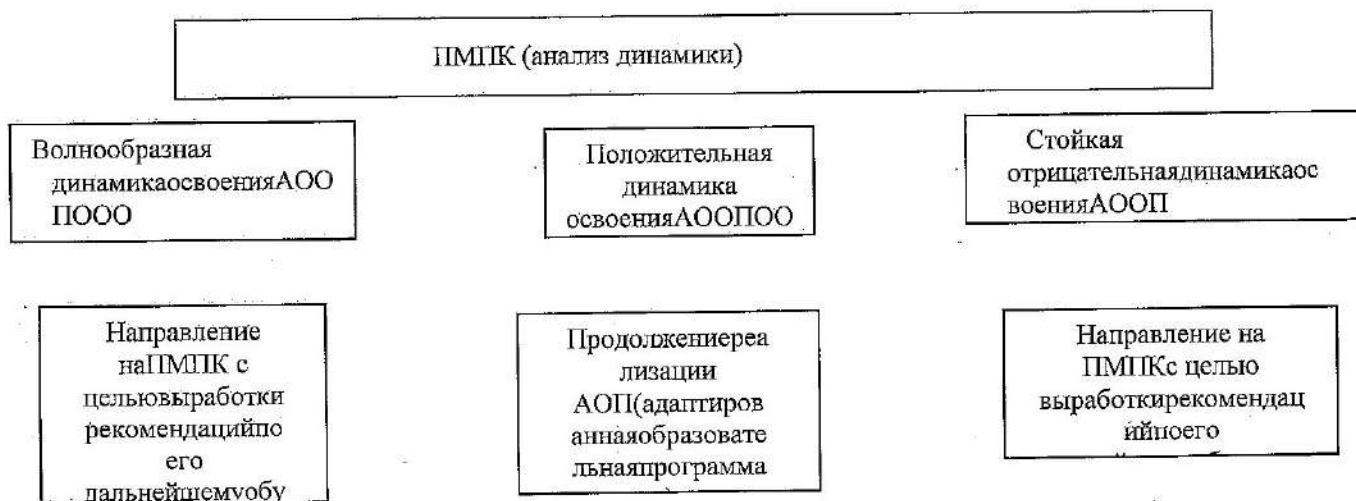 ПМПК (анализ динамики)
Волнообразная
динамикаосвоенияАОО
ПООО
Положительная
динамика
освоенияАООПОО
Стойкая
отрицательнаядинамикаос
военияАООП
Направление
наПМПК с
цельювыработки
рекомендацийпо
его
дальнейшемуобу
Продолжениереа
лизации
АОП(адаптиров
аннаяобразовате
льнаяпрограмма
Направление на
ПМПКс целью
выработкирекомендац
ийпоего